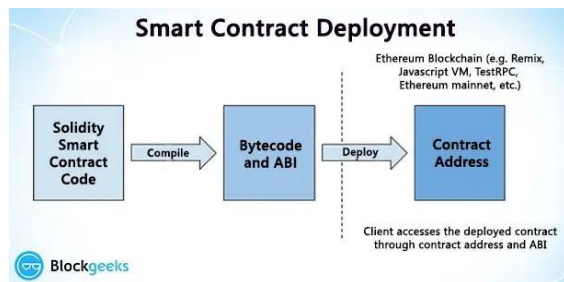 Smart Contract Deployment
Ethereum Blockchain (e.g. Remix,
Javascript VM, TestRPC,
Ethereum mainnet, etc.)
Solidity
Smart
Contract
Code
Compile
Bytecode
and ABI
Deploy
Contract
Address
Client accesses the deployed contract
through contract address and ABI
Blockgeeks